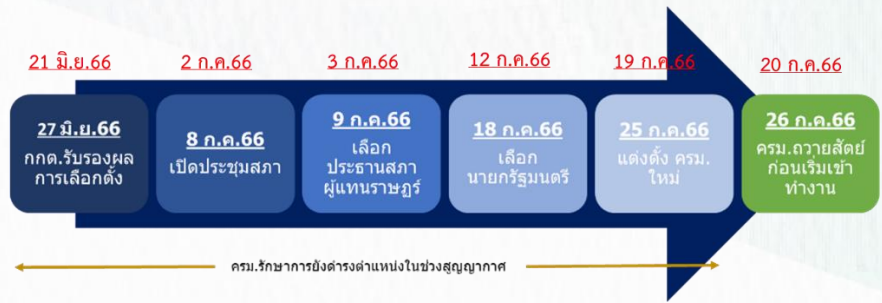 21 มิ.ย.66
2 ก.ค.66
3 ก.ค.66
12 ก.ค.66
19 ก.ค.66
20 ก.ค.66
27 มิ.ย.66
กกต.รับรองผล
การเลือกตั้ง
8 ก.ค.66
เปิดประชุมสภา
9 ก.ค.66
เลือก
ประธานสภา
ผู้แทนราษฎร์
18 ก.ค.66
เลือก
นายกรัฐมนตรี
25 ก.ค.66
แต่งตั้ง ครม.
ใหม่
26 ก.ค.66
ครม.ถวายสัตย์
ก่อนเริ่มเข้า
ทำงาน
ครม.รักษาการยังดำรงตำแหน่งในช่วงสูญญากาศ